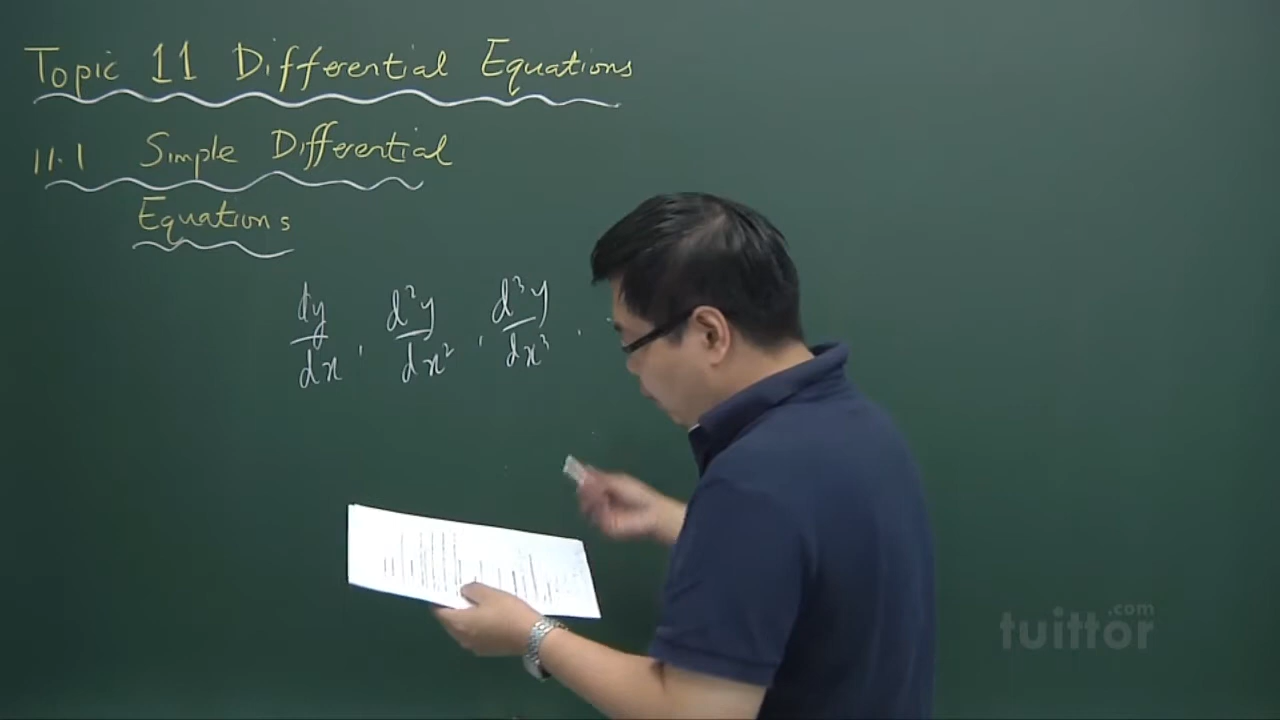 Topic 11 Differential Equations
11.1 Simple Differential
Equations
dy/dx, d²y/dx², d³y/dx³, .
tuittor.com